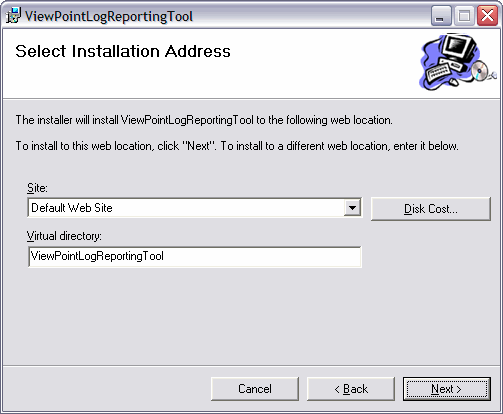 ViewPointLogReportingTool
Select Installation Address
The installer will install ViewPointLogReportingTool to the following web location.
To install to this web location, click "Next". To install to a different web location, enter it below.
Site:
Default Web Site
Disk Cost...
Virtual directory:
ViewPointLogReportingTool
Cancel
< Back
Next >